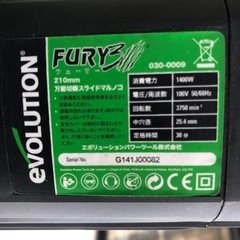 evolution®
FURY3
フューリー
030-0009
210mm
万能切断スライドマルノコ
消費電力 1400W
電圧/周波数 100V 50/60Hz
回転数 3750 min⁻¹
中穴径 25.4 mm
定格時間 30 分
エボリューションパワーツール株式会社
Serial No. G141J00082